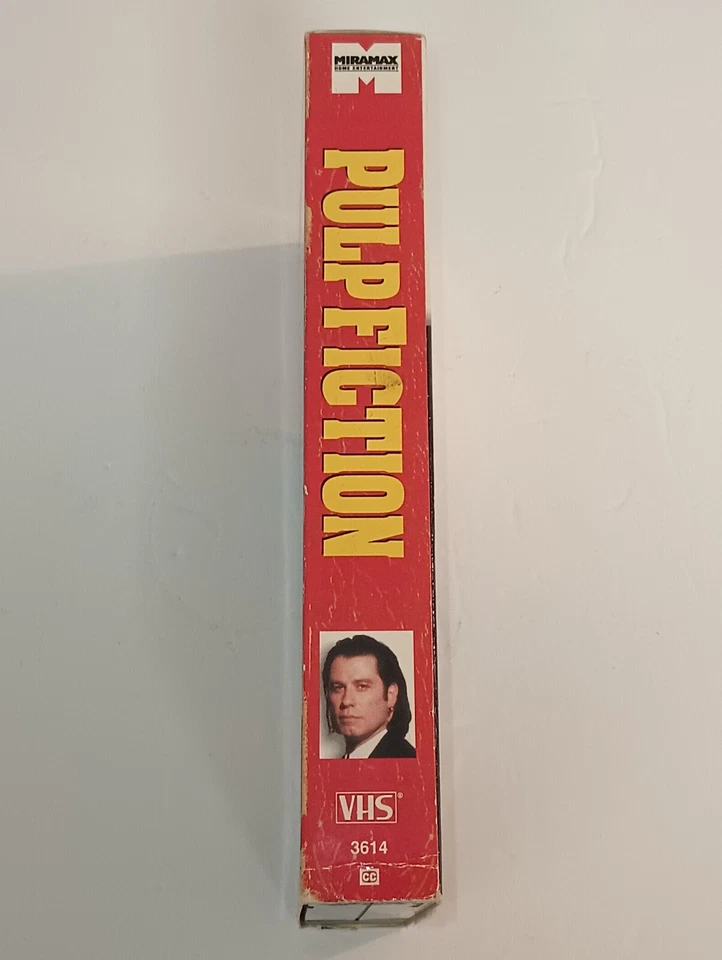 MIRAMAX
HOME ENTERTAINMENT
PULP FICTION
VHS®
3614
CC